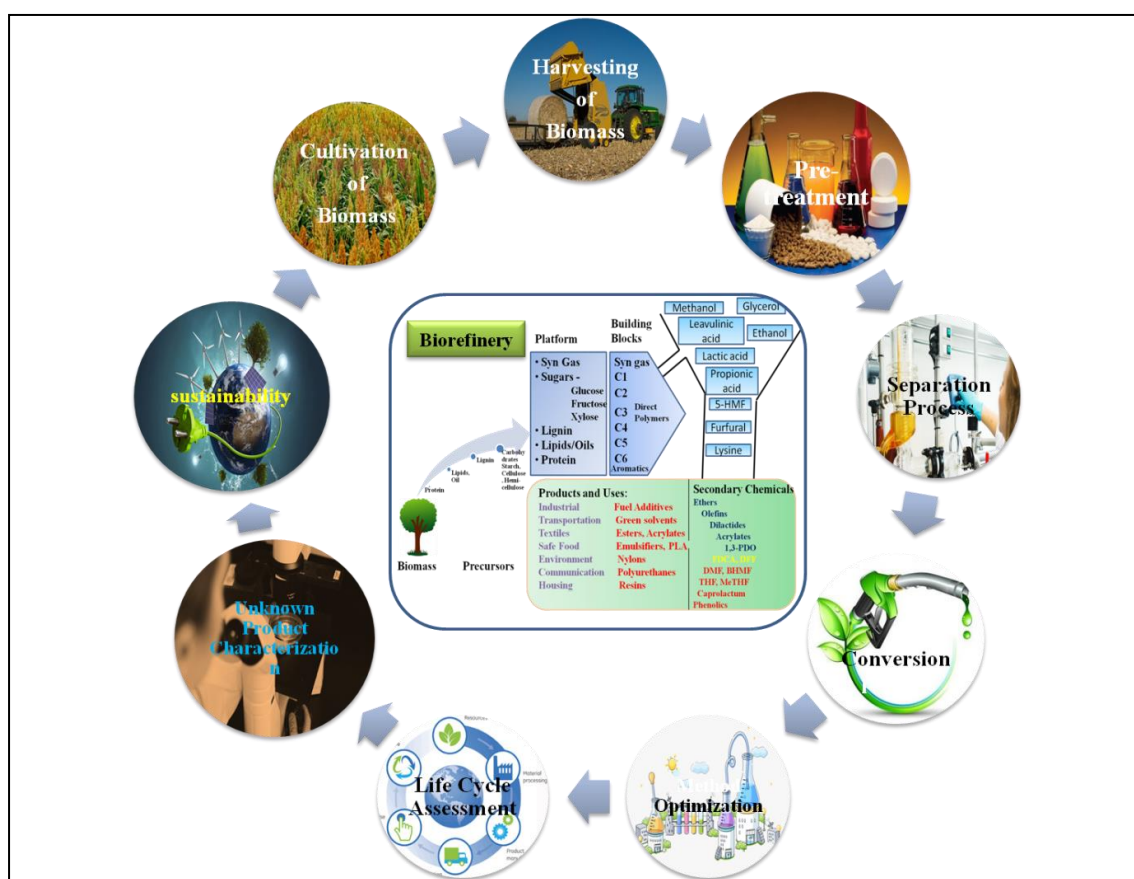 Harvesting
of
Biomass
Pre-
treatment
Separation
Process
Conversion
Optimization
Life Cycle
Assessment
Material
processing
Unknown
Product
Characterizatio
n
sustainability
Cultivation
of
Biomass
Biorefinery
Biomass
Precursors
Protein
Lipids,
Oil
Lignin
Carbohy
drates
Starch,
Cellulose
, Hemi-
cellulose
Platform
• Syn Gas
• Sugars -
Glucose
Fructose
Xylose
• Lignin
• Lipids/Oils
• Protein
Building
Blocks
Syn gas
C1
C2
C3
C4
C5
C6
Aromatics
Direct
Polymers
Methanol
Glycerol
Leavulinic
acid
Ethanol
Lactic acid
Propionic
acid
5-HMF
Furfural
Lysine
Products and Uses:
Industrial
Transportation
Textiles
Safe Food
Environment
Communication
Housing
Fuel Additives
Green solvents
Esters, Acrylates
Emulsifiers, PLA
Nylons
Polyurethanes
Resins
Secondary Chemicals
Ethers
Olefins
Dilactides
Acrylates
1,3-PDO
DMF, BHMF
THF, MeTHF
Caprolactum
Phenolics